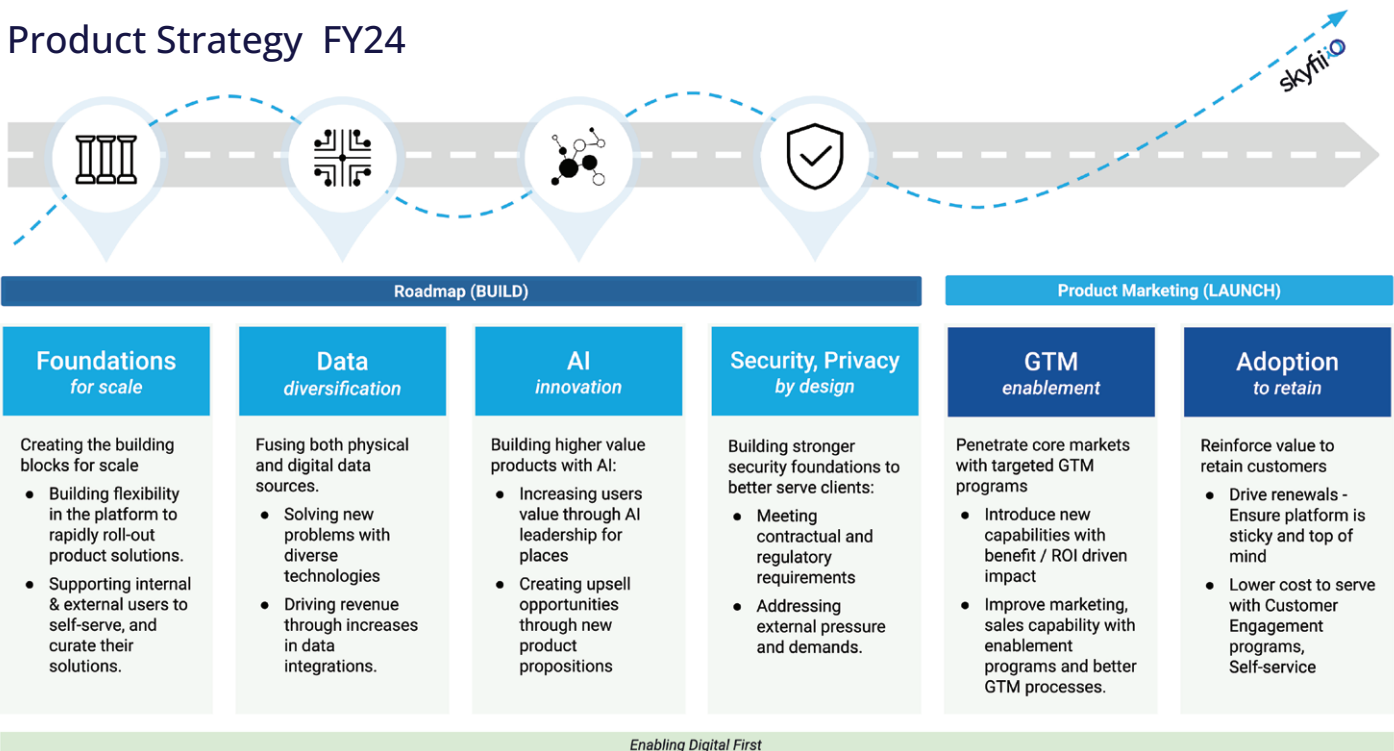 Product Strategy FY24
skyfii
Roadmap (BUILD)
Product Marketing (LAUNCH)
Foundations
for scale
Creating the building
blocks for scale
● Building flexibility
in the platform to
rapidly roll-out
product solutions.
● Supporting internal
& external users to
self-serve, and
curate their
solutions.
Data
diversification
Fusing both physical
and digital data
sources.
● Solving new
problems with
diverse
technologies
● Driving revenue
through increases
in data
integrations.
AI
innovation
Building higher value
products with AI:
● Increasing users
value through AI
leadership for
places
● Creating upsell
opportunities
through new
product
propositions
Security, Privacy
by design
Building stronger
security foundations to
better serve clients:
● Meeting
contractual and
regulatory
requirements
● Addressing
external pressure
and demands.
GTM
enablement
Penetrate core markets
with targeted GTM
programs
● Introduce new
capabilities with
benefit / ROI driven
impact
● Improve marketing,
sales capability with
enablement
programs and better
GTM processes.
Adoption
to retain
Reinforce value to
retain customers
● Drive renewals -
Ensure platform is
sticky and top of
mind
● Lower cost to serve
with Customer
Engagement
programs,
Self-service
Enabling Digital First